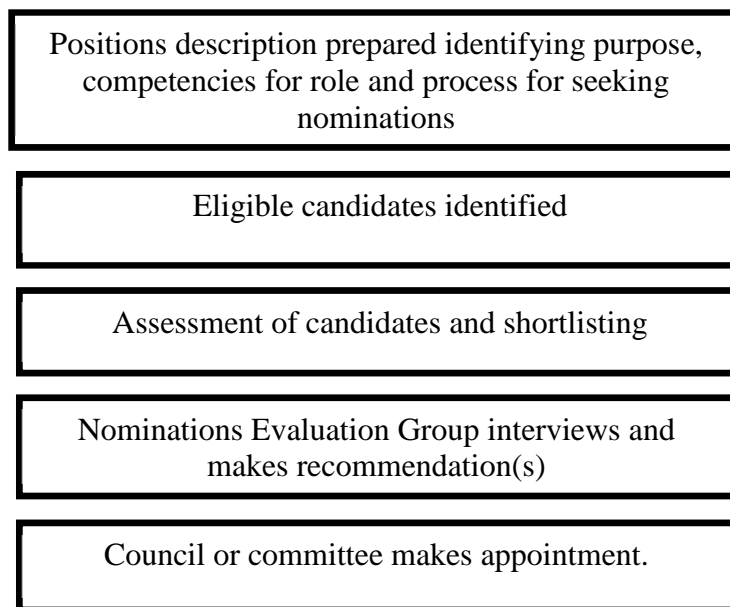 Positions description prepared identifying purpose,
competencies for role and process for seeking
nominations
Eligible candidates identified
Assessment of candidates and shortlisting
Nominations Evaluation Group interviews and
makes recommendation(s)
Council or committee makes appointment.